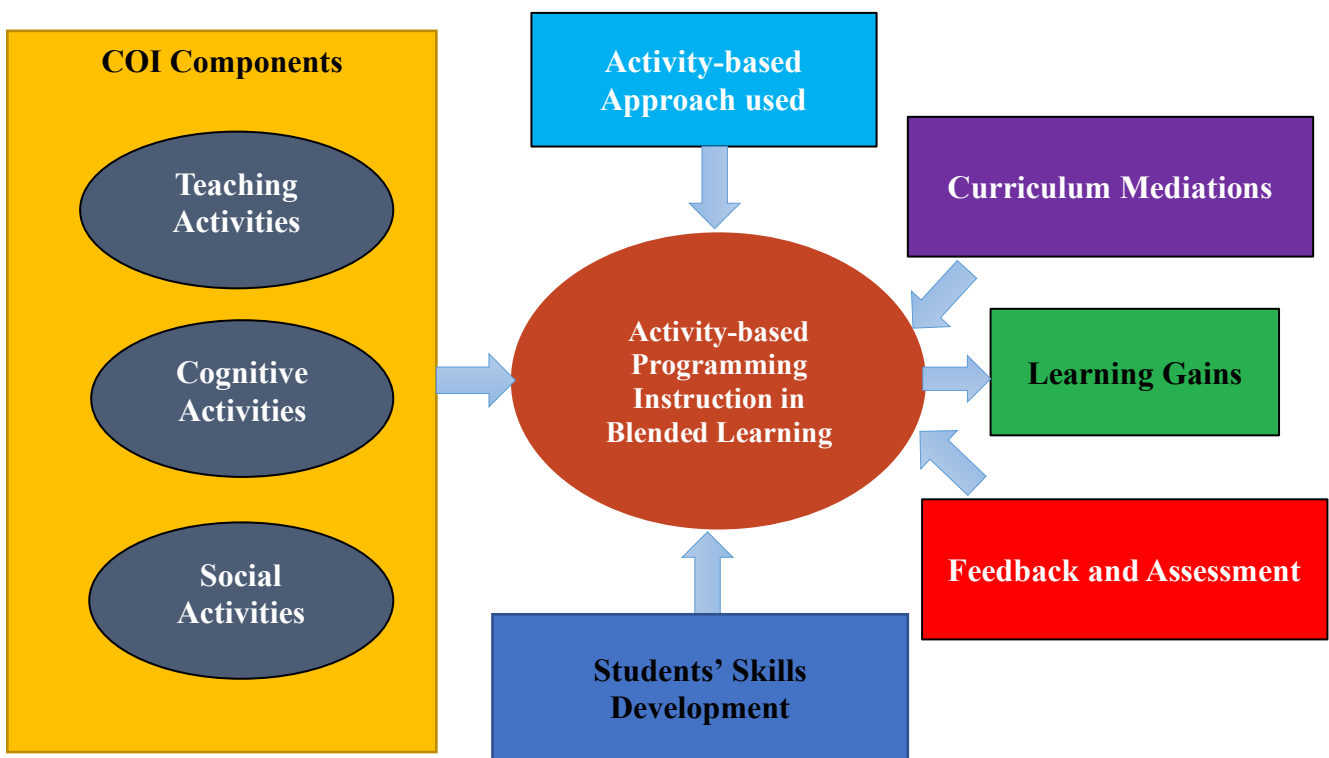 COI Components
Teaching
Activities
Cognitive
Activities
Social
Activities
Activity-based
Approach used
Activity-based
Programming
Instruction in
Blended Learning
Students’ Skills
Development
Curriculum Mediations
Learning Gains
Feedback and Assessment